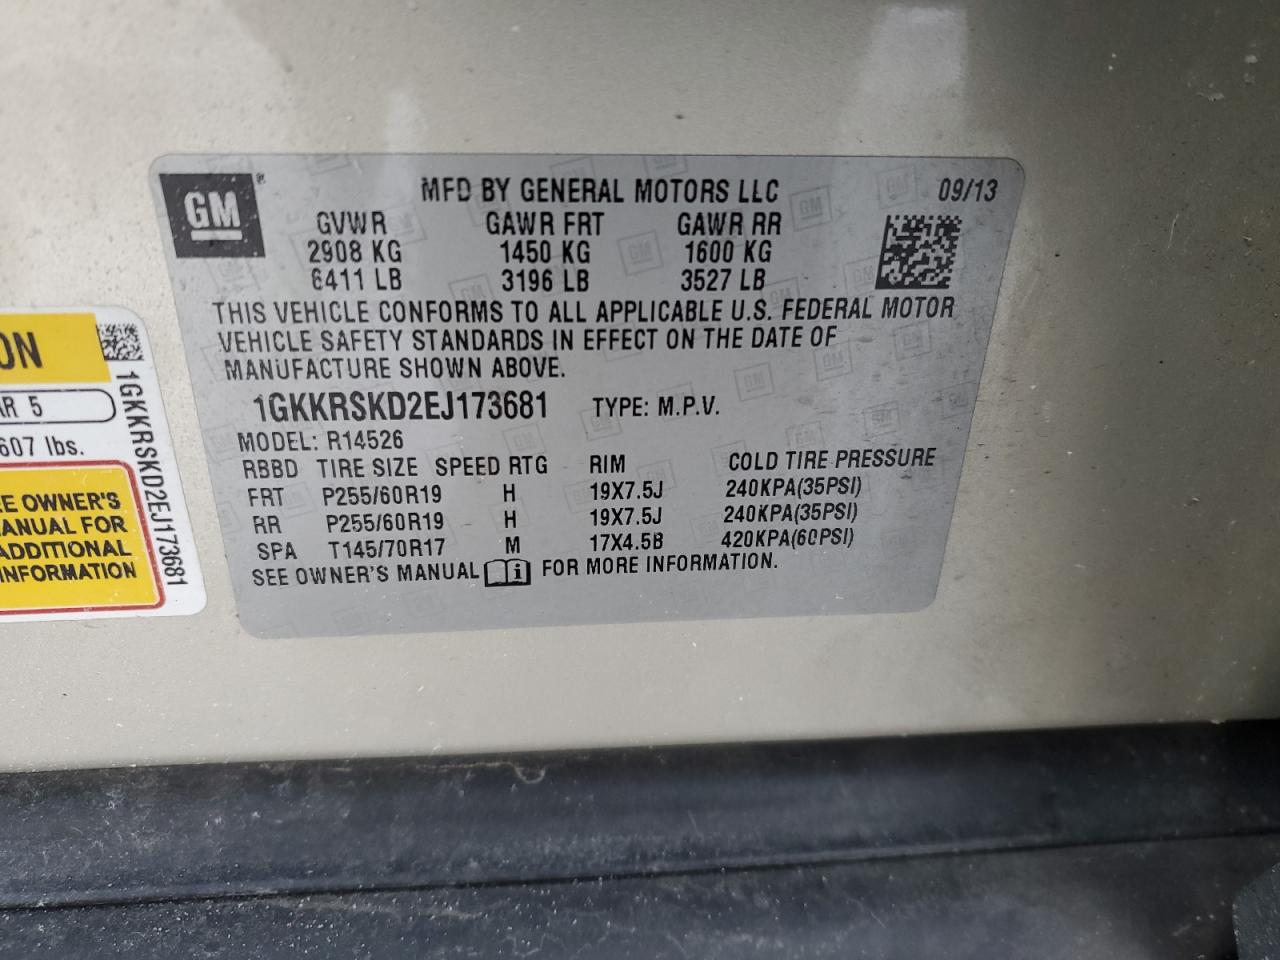 GM
MFD BY GENERAL MOTORS LLC 09/13
GVWR GAWR FRT GAWR RR
2908 KG 1450 KG 1600 KG
6411 LB 3196 LB 3527 LB
THIS VEHICLE CONFORMS TO ALL APPLICABLE U.S. FEDERAL MOTOR
VEHICLE SAFETY STANDARDS IN EFFECT ON THE DATE OF
MANUFACTURE SHOWN ABOVE.
1GKKRSKD2EJ173681 TYPE: M.P.V.
MODEL: R14526
RBBD TIRE SIZE SPEED RTG RIM COLD TIRE PRESSURE
FRT P255/60R19 H 19X7.5J 240KPA(35PSI)
RR P255/60R19 H 19X7.5J 240KPA(35PSI)
SPA T145/70R17 M 17X4.5B 420KPA(60PSI)
SEE OWNER'S MANUAL FOR MORE INFORMATION.
ON
AR 5
607 lbs.
EE OWNER'S
MANUAL FOR
ADDITIONAL
INFORMATION
1GKKRSKD2EJ173681